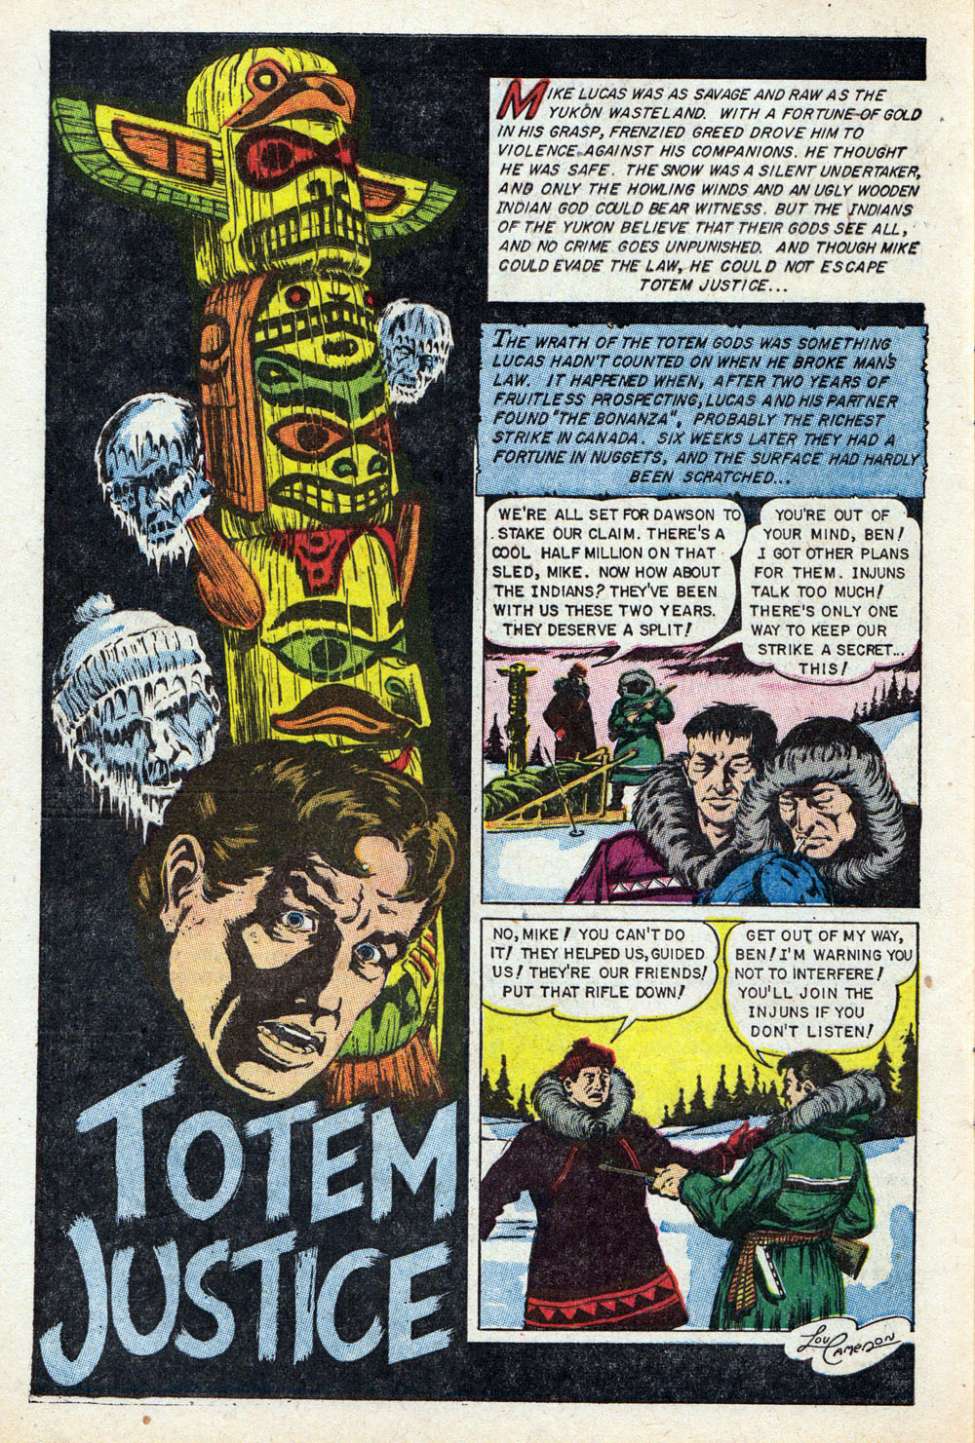 MIKE LUCAS WAS AS SAVAGE AND RAW AS THE
YUKON WASTELAND. WITH A FORTUNE OF GOLD
IN HIS GRASP, FRENZIED GREED DROVE HIM TO
VIOLENCE AGAINST HIS COMPANIONS. HE THOUGHT
HE WAS SAFE. THE SNOW WAS A SILENT UNDERTAKER,
AND ONLY THE HOWLING WINDS AND AN UGLY WOODEN
INDIAN GOD COULD BEAR WITNESS. BUT THE INDIANS
OF THE YUKON BELIEVE THAT THEIR GODS SEE ALL,
AND NO CRIME GOES UNPUNISHED. AND THOUGH MIKE
COULD EVADE THE LAW, HE COULD NOT ESCAPE
TOTEM JUSTICE...
THE WRATH OF THE TOTEM GODS WAS SOMETHING
LUCAS HADN'T COUNTED ON WHEN HE BROKE MAN'S
LAW. IT HAPPENED WHEN, AFTER TWO YEARS OF
FRUITLESS PROSPECTING, LUCAS AND HIS PARTNER
FOUND "THE BONANZA", PROBABLY THE RICHEST
STRIKE IN CANADA. SIX WEEKS LATER THEY HAD A
FORTUNE IN NUGGETS, AND THE SURFACE HAD HARDLY
BEEN SCRATCHED...
WE'RE ALL SET FOR DAWSON TO
STAKE OUR CLAIM. THERE'S A
COOL HALF MILLION ON THAT
SLED, MIKE. NOW HOW ABOUT
THE INDIANS? THEY'VE BEEN
WITH US THESE TWO YEARS.
THEY DESERVE A SPLIT!
YOU'RE OUT OF
YOUR MIND, BEN!
I GOT OTHER PLANS
FOR THEM. INJUNS
TALK TOO MUCH!
THERE'S ONLY ONE
WAY TO KEEP OUR
STRIKE A SECRET...
THIS!
NO, MIKE! YOU CAN'T DO
IT! THEY HELPED US, GUIDED
US! THEY'RE OUR FRIENDS!
PUT THAT RIFLE DOWN!
GET OUT OF MY WAY,
BEN! I'M WARNING YOU
NOT TO INTERFERE!
YOU'LL JOIN THE
INJUNS IF YOU
DON'T LISTEN!
TOTEM
JUSTICE
Lou
Cameron